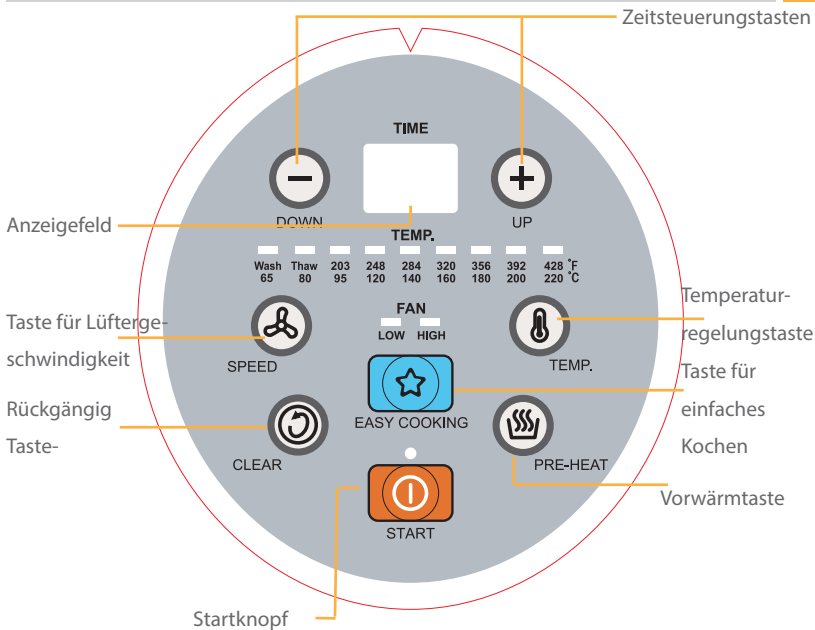 Zeitsteuerungstasten
TIME
DOWN
UP
Anzeigefeld
TEMP.
Wash Thaw 203 248 284 320 356 392 428 °F
65 80 95 120 140 160 180 200 220 °C
Temperatur-
regelungstaste
Taste für Lüfterge-
schwindigkeit
FAN
LOW HIGH
SPEED
TEMP.
Taste für
einfaches
Kochen
Rückgängig
Taste-
EASY COOKING
CLEAR
PRE-HEAT
Vorwärmtaste
START
Startknopf